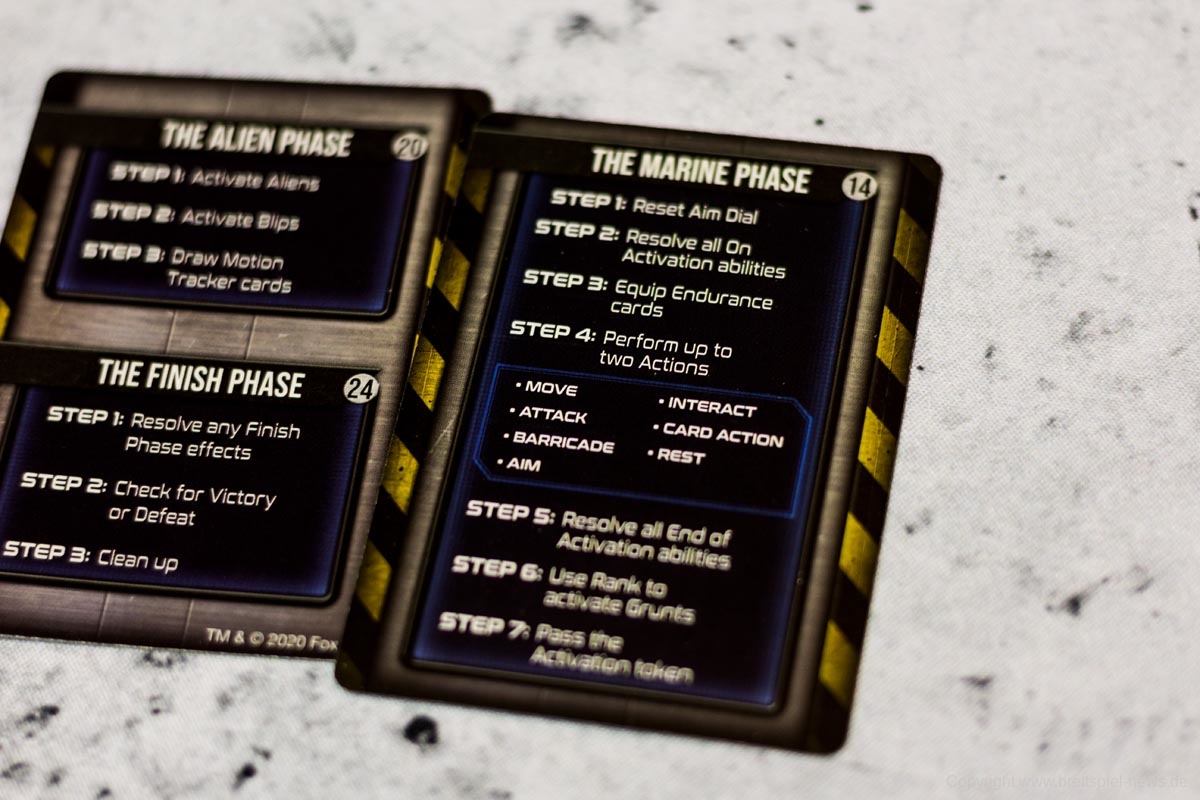 THE ALIEN PHASE
20
STEP 1: Activate Aliens
STEP 2: Activate Blips
STEP 3: Draw Motion
Tracker cards
THE FINISH PHASE
24
STEP 1: Resolve any Finish
Phase effects
STEP 2: Check for Victory
or Defeat
STEP 3: Clean up
TM & © 2020 Fox
THE MARINE PHASE
14
STEP 1: Reset Aim Dial
STEP 2: Resolve all On
Activation abilities
STEP 3: Equip Endurance
cards
STEP 4: Perform up to
two Actions
• MOVE
• ATTACK
• BARRICADE
• AIM
• INTERACT
• CARD ACTION
• REST
STEP 5: Resolve all End of
Activation abilities
STEP 6: Use Rank to
activate Grunts
STEP 7: Pass the
Activation token
Copyright www.brettspiel-news.de